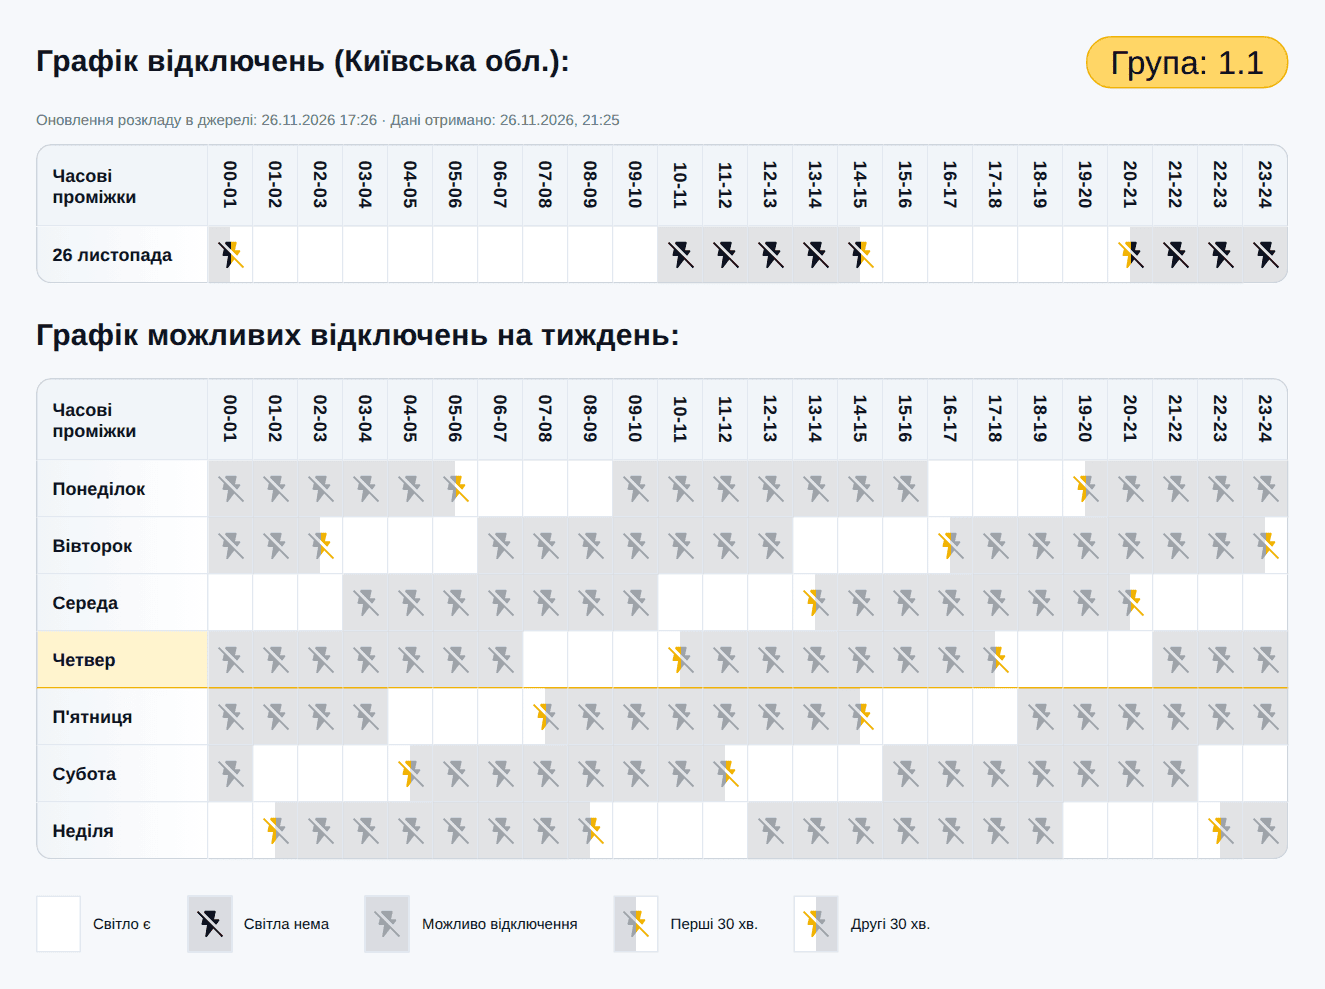 Графік відключень (Київська обл.):
Група: 1.1
Оновлення розкладу в джерелі: 26.11.2026 17:26 · Дані отримано: 26.11.2026, 21:25
Часові проміжки 00-01 01-02 02-03 03-04 04-05 05-06 06-07 07-08 08-09 09-10 10-11 11-12 12-13 13-14 14-15 15-16 16-17 17-18 18-19 19-20 20-21 21-22 22-23 23-24
26 листопада
Графік можливих відключень на тиждень:
Часові проміжки 00-01 01-02 02-03 03-04 04-05 05-06 06-07 07-08 08-09 09-10 10-11 11-12 12-13 13-14 14-15 15-16 16-17 17-18 18-19 19-20 20-21 21-22 22-23 23-24
Понеділок
Вівторок
Середа
Четвер
П'ятниця
Субота
Неділя
Світло є Світла нема Можливо відключення Перші 30 хв. Другі 30 хв.